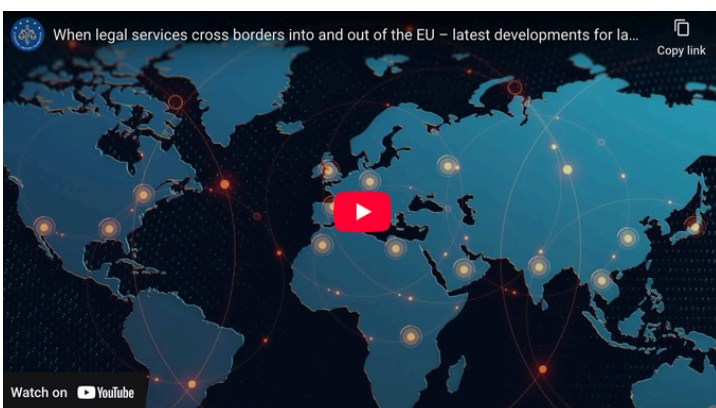 When legal services cross borders into and out of the EU – latest developments for la...
Copy link
Watch on YouTube